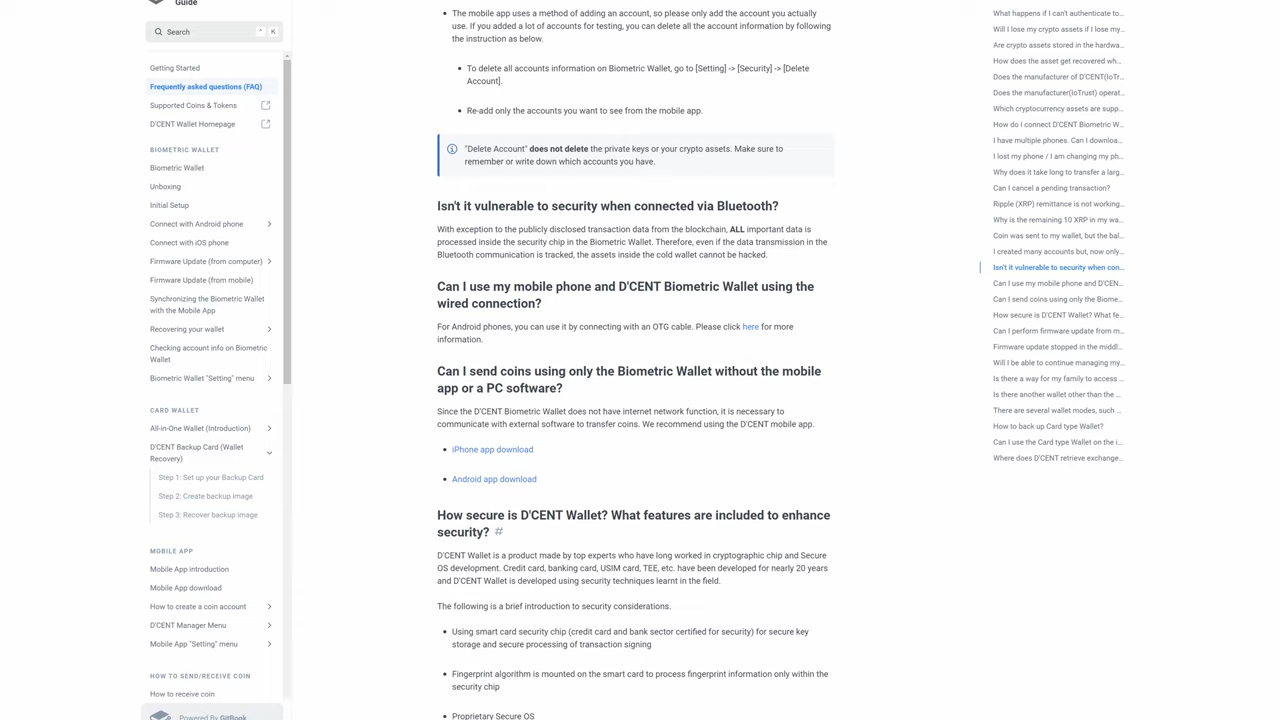 Guide
Search
⌃ K
Getting Started
Frequently asked questions (FAQ)
Supported Coins & Tokens
D'CENT Wallet Homepage
BIOMETRIC WALLET
Biometric Wallet
Unboxing
Initial Setup
Connect with Android phone
Connect with iOS phone
Firmware Update (from computer)
Firmware Update (from mobile)
Synchronizing the Biometric Wallet
with the Mobile App
Recovering your wallet
Checking account info on Biometric
Wallet
Biometric Wallet "Setting" menu
CARD WALLET
All-in-One Wallet (Introduction)
D'CENT Backup Card (Wallet
Recovery)
Step 1: Set up your Backup Card
Step 2: Create backup image
Step 3: Recover backup image
MOBILE APP
Mobile App introduction
Mobile App download
How to create a coin account
D'CENT Manager Menu
Mobile App "Setting" menu
HOW TO SEND/RECEIVE COIN
How to receive coin
Powered By GitBook
• The mobile app uses a method of adding an account, so please only add the account you actually
use. If you added a lot of accounts for testing, you can delete all the account information by following
the instruction as below.
• To delete all accounts information on Biometric Wallet, go to [Setting] -> [Security] -> [Delete
Account].
• Re-add only the accounts you want to see from the mobile app.
"Delete Account" does not delete the private keys or your crypto assets. Make sure to
remember or write down which accounts you have.
Isn't it vulnerable to security when connected via Bluetooth?
With exception to the publicly disclosed transaction data from the blockchain, ALL important data is
processed inside the security chip in the Biometric Wallet. Therefore, even if the data transmission in the
Bluetooth communication is tracked, the assets inside the cold wallet cannot be hacked.
Can I use my mobile phone and D'CENT Biometric Wallet using the
wired connection?
For Android phones, you can use it by connecting with an OTG cable. Please click here for more
information.
Can I send coins using only the Biometric Wallet without the mobile
app or a PC software?
Since the D'CENT Biometric Wallet does not have internet network function, it is necessary to
communicate with external software to transfer coins. We recommend using the D'CENT mobile app.
• iPhone app download
• Android app download
How secure is D'CENT Wallet? What features are included to enhance
security? #
D'CENT Wallet is a product made by top experts who have long worked in cryptographic chip and Secure
OS development. Credit card, banking card, USIM card, TEE, etc. have been developed for nearly 20 years
and D'CENT Wallet is developed using security techniques learnt in the field.
The following is a brief introduction to security considerations.
• Using smart card security chip (credit card and bank sector certified for security) for secure key
storage and secure processing of transaction signing
• Fingerprint algorithm is mounted on the smart card to process fingerprint information only within the
security chip
• Proprietary Secure OS
What happens if I can't authenticate to...
Will I lose my crypto assets if I lose my...
Are crypto assets stored in the hardwa...
How does the asset get recovered wh...
Does the manufacturer of D'CENT(IoTr...
Does the manufacturer(IoTrust) operat...
Which cryptocurrency assets are supp...
How do I connect D'CENT Biometric W...
I have multiple phones. Can I downloa...
I lost my phone / I am changing my ph...
Why does it take long to transfer a larg...
Can I cancel a pending transaction?
Ripple (XRP) remittance is not working...
Why is the remaining 10 XRP in my wa...
Coin was sent to my wallet, but the bal...
I created many accounts but, now only...
Isn't it vulnerable to security when con...
Can I use my mobile phone and D'CEN...
Can I send coins using only the Biome...
How secure is D'CENT Wallet? What fe...
Can I perform firmware update from m...
Firmware update stopped in the middl...
Will I be able to continue managing my...
Is there a way for my family to access ...
Is there another wallet other than the ...
There are several wallet modes, such ...
How to back up Card type Wallet?
Can I use the Card type Wallet on the i...
Where does D'CENT retrieve exchange...